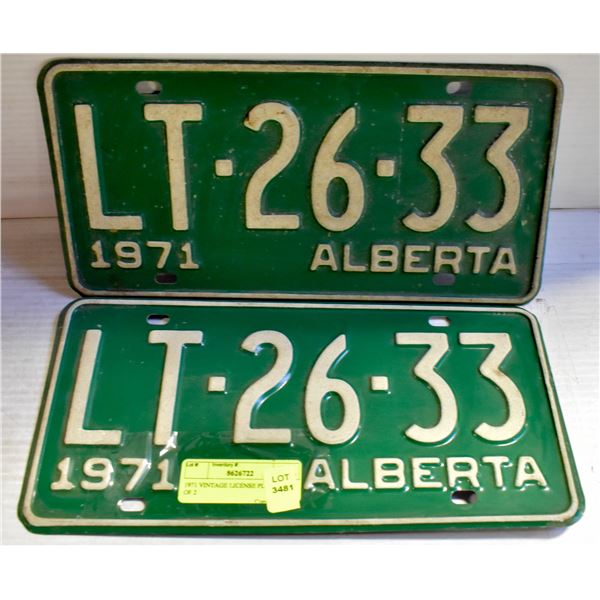 LT·26·33
1971 ALBERTA
LT·26·33
1971 ALBERTA
Lot # Inventory #
5626722
1971 VINTAGE LICENSE PL
OF 2
LOT
3481